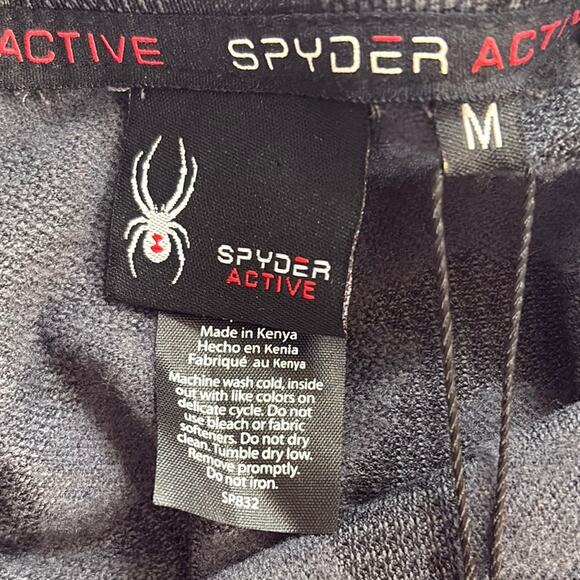 ACTIVE SPYDER ACTI
M
SPYDER
ACTIVE
Made in Kenya
Hecho en Kenia
Fabriqué au Kenya
Machine wash cold, inside
out with like colors on
delicate cycle. Do not
use bleach or fabric
softeners. Do not dry
clean. Tumble dry low.
Remove promptly.
Do not iron.
SP832